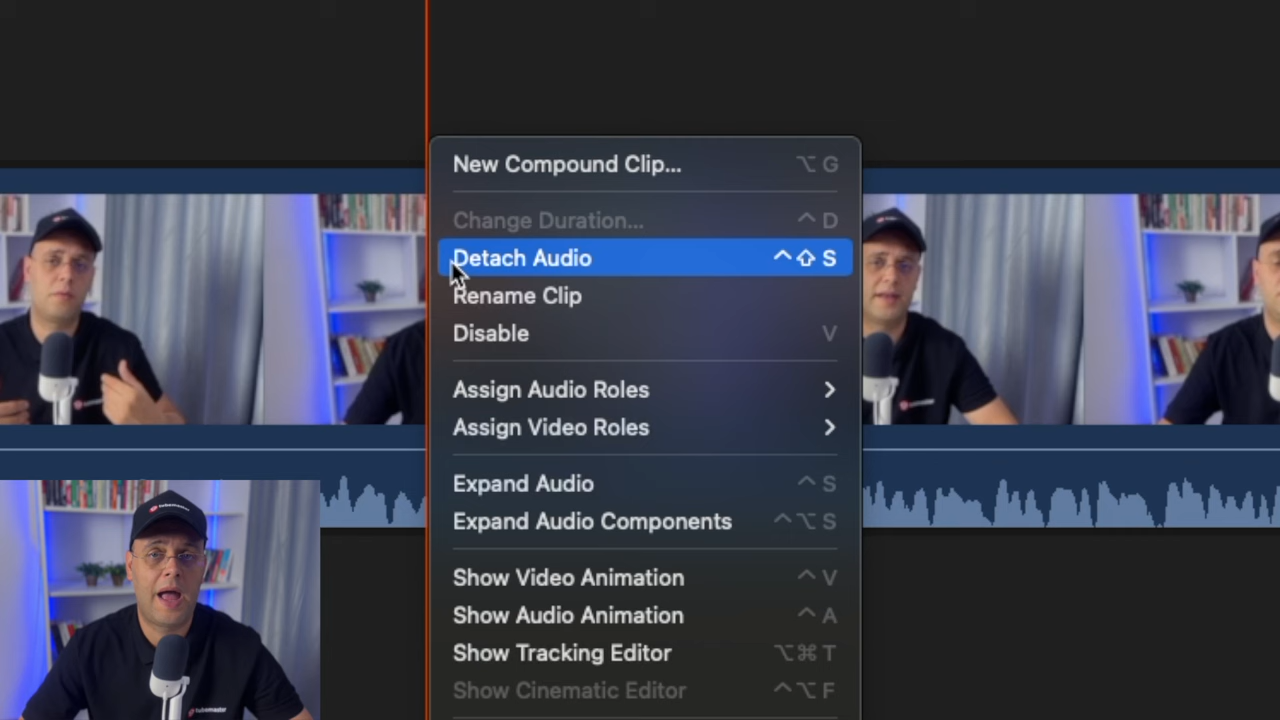 New Compound Clip... ⌥ G
Change Duration... ^ D
Detach Audio ^ ⇧ S
Rename Clip
Disable V
Assign Audio Roles >
Assign Video Roles >
Expand Audio ^ S
Expand Audio Components ^ ⌥ S
Show Video Animation ^ V
Show Audio Animation ^ A
Show Tracking Editor ⌥ ⌘ T
Show Cinematic Editor ^ ⌥ F